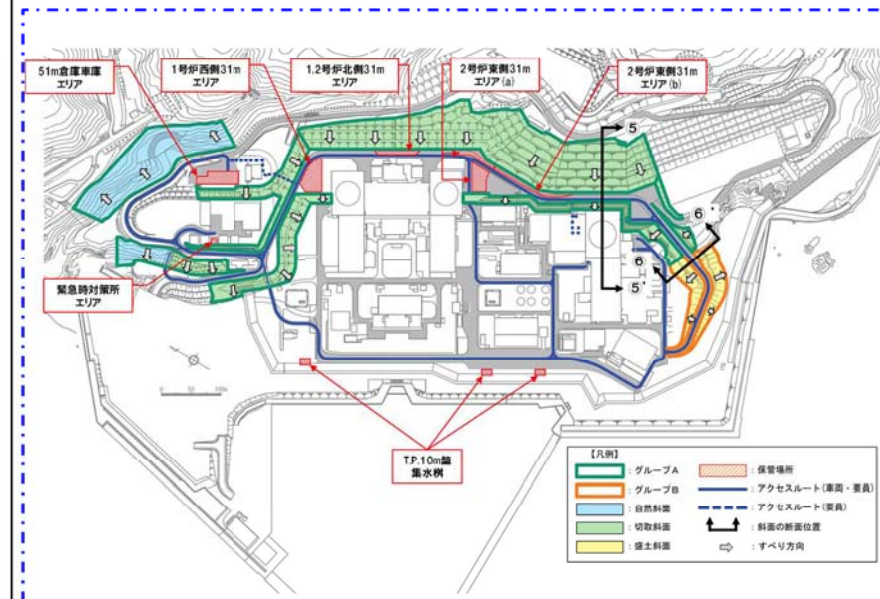 51m倉庫車庫
エリア
1号炉西側31m
エリア
1,2号炉北側31m
エリア
2号炉東側31m
エリア(a)
2号炉東側31m
エリア(b)
5
6
6'
5'
緊急時対策所
エリア
T.P.10m盤
集水桝
【凡例】
：グループA
：保管場所
：グループB
：アクセスルート(車両・要員)
：自然斜面
：アクセスルート(要員)
：切取斜面
：斜面の断面位置
：盛土斜面
：すべり方向